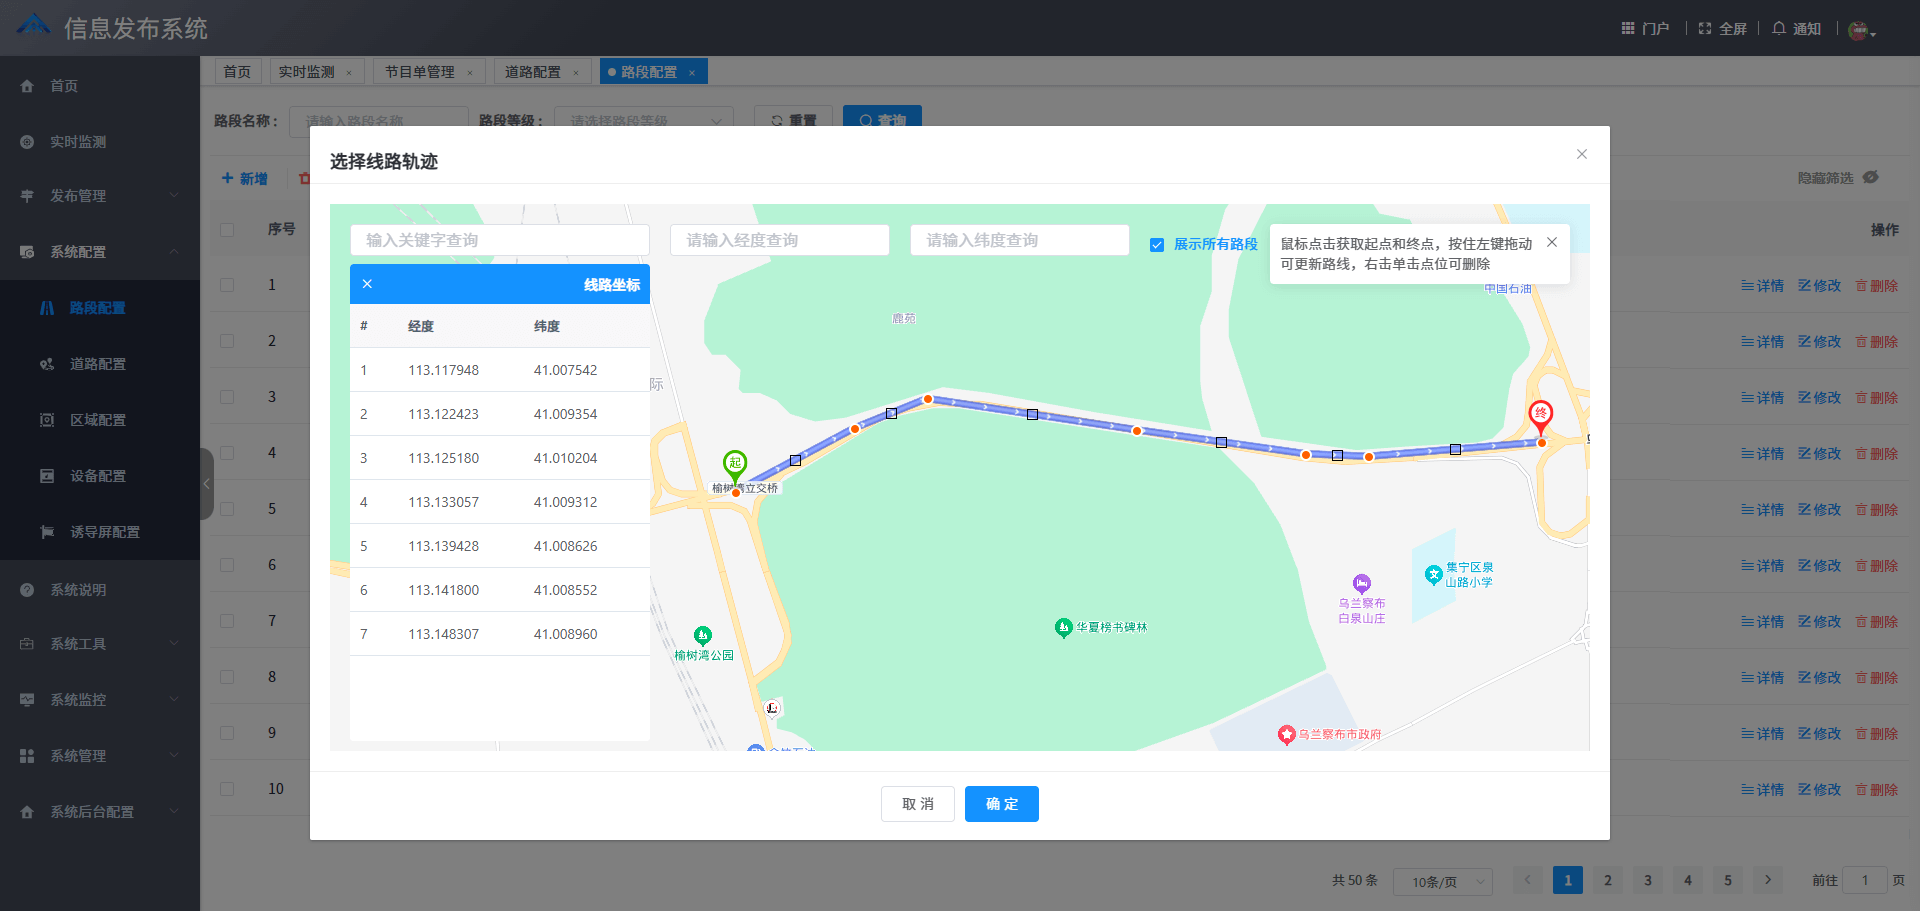 信息发布系统
门户
全屏
通知
首页
实时监测
发布管理
系统配置
路段配置
道路配置
区域配置
设备配置
诱导屏配置
系统说明
系统工具
系统监控
系统管理
系统后台配置
首页
实时监测 ×
节目单管理 ×
道路配置 ×
路段配置 ×
路段名称： 请输入路段名称 路段等级： 请选择路段等级 重置 查询
新增
隐藏筛选
序号 操作
1 详情 修改 删除
2 详情 修改 删除
3 详情 修改 删除
4 详情 修改 删除
5 详情 修改 删除
6 详情 修改 删除
7 详情 修改 删除
8 详情 修改 删除
9 详情 修改 删除
10 详情 修改 删除
共 50 条 10条/页 1 2 3 4 5 前往 1 页
选择线路轨迹
输入关键字查询
请输入经度查询
请输入纬度查询
展示所有路段
鼠标点击获取起点和终点，按住左键拖动
可更新路线，右击单击点位可删除
线路坐标
# 经度 纬度
1 113.117948 41.007542
2 113.122423 41.009354
3 113.125180 41.010204
4 113.133057 41.009312
5 113.139428 41.008626
6 113.141800 41.008552
7 113.148307 41.008960
中国石油
鹿苑
际
终
起
榆树湾立交桥
集宁区泉
山路小学
乌兰察布
白泉山庄
华夏榜书碑林
榆树湾公园
乌兰察布市政府
取 消
确 定